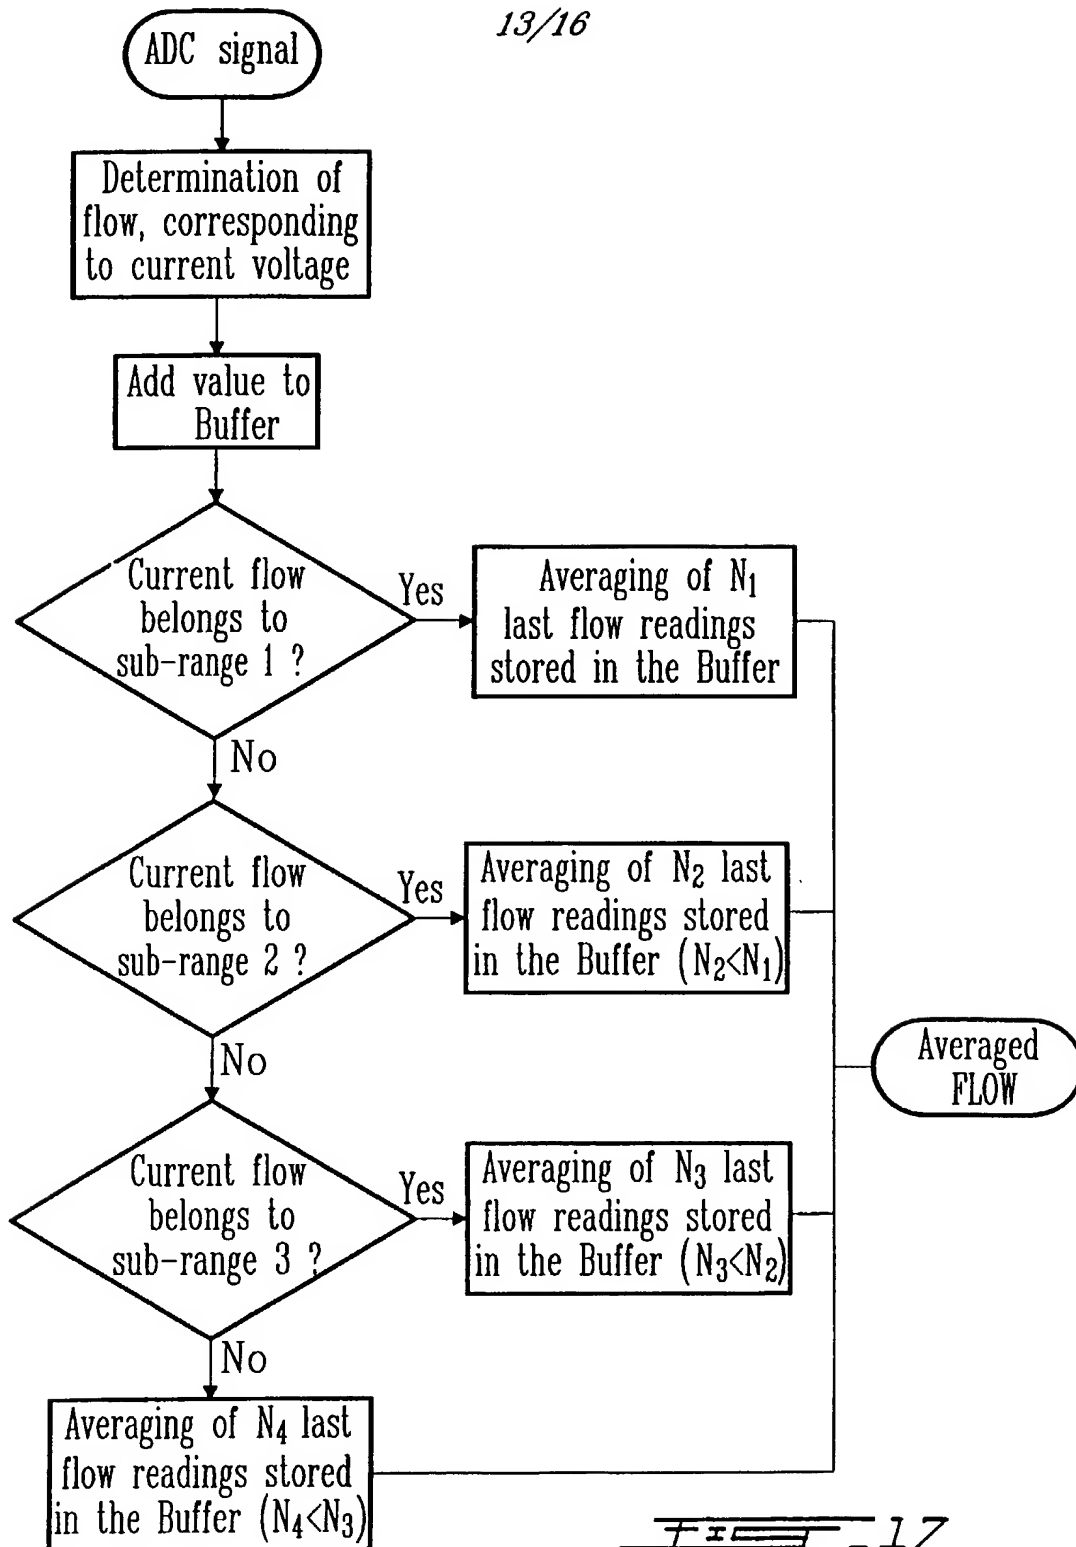 13/16
ADC signal
Determination of
flow, corresponding
to current voltage
Add value to
Buffer
Current flow
belongs to
sub-range 1 ?
Yes
Averaging of N1
last flow readings
stored in the Buffer
No
Current flow
belongs to
sub-range 2 ?
Yes
Averaging of N2 last
flow readings stored
in the Buffer (N2<N1)
No
Averaged
FLOW
Current flow
belongs to
sub-range 3 ?
Yes
Averaging of N3 last
flow readings stored
in the Buffer (N3<N2)
No
Averaging of N4 last
flow readings stored
in the Buffer (N4<N3)
-17